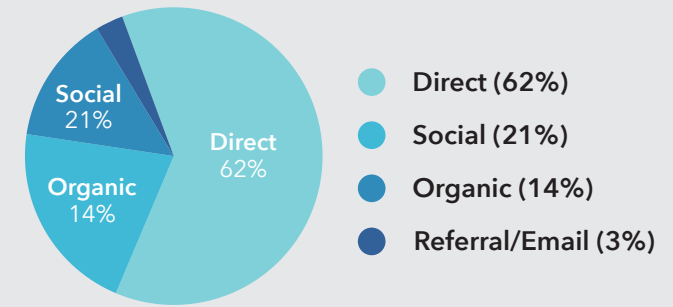 Social
21%
Organic
14%
Direct
62%
Direct (62%)
Social (21%)
Organic (14%)
Referral/Email (3%)